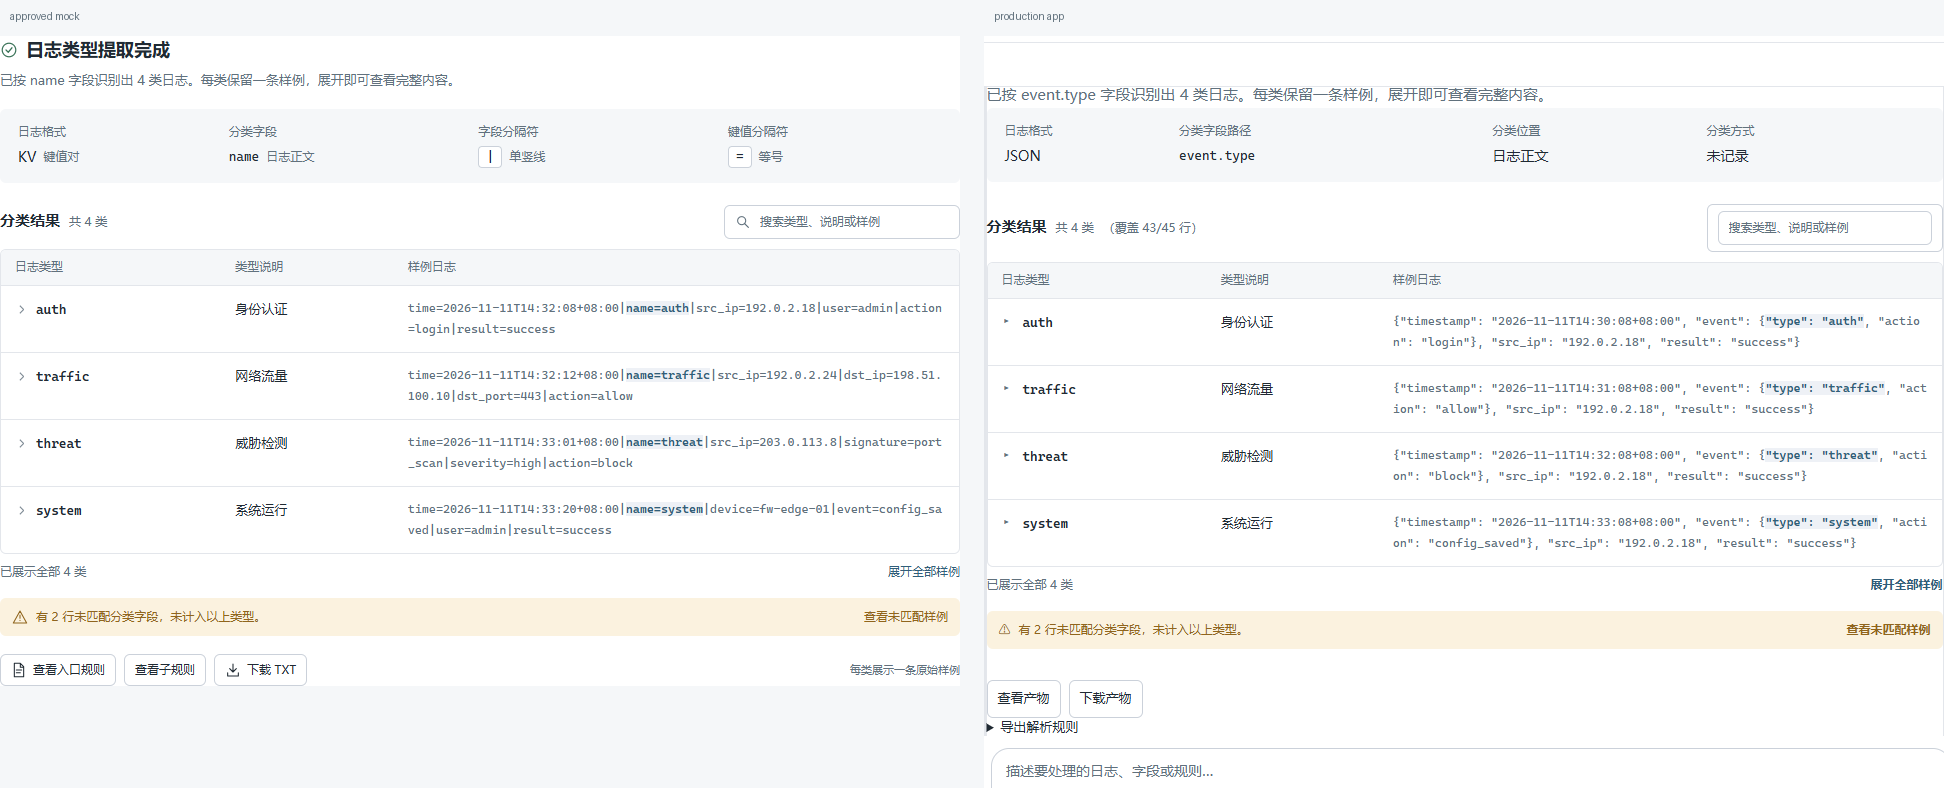 approved mock
日志类型提取完成
已按 name 字段识别出 4 类日志。每类保留一条样例，展开即可查看完整内容。
日志格式 分类字段 字段分隔符 键值分隔符
KV 键值对 name 日志正文 | 单竖线 = 等号
分类结果 共 4 类 搜索类型、说明或样例
日志类型 类型说明 样例日志
auth 身份认证 time=2026-11-11T14:32:08+08:00|name=auth|src_ip=192.0.2.18|user=admin|action
=login|result=success
traffic 网络流量 time=2026-11-11T14:32:12+08:00|name=traffic|src_ip=192.0.2.24|dst_ip=198.51.
100.10|dst_port=443|action=allow
threat 威胁检测 time=2026-11-11T14:33:01+08:00|name=threat|src_ip=203.0.113.8|signature=port
_scan|severity=high|action=block
system 系统运行 time=2026-11-11T14:33:20+08:00|name=system|device=fw-edge-01|event=config_sa
ved|user=admin|result=success
已展示全部 4 类 展开全部样例
有 2 行未匹配分类字段，未计入以上类型。 查看未匹配样例
查看入口规则 查看子规则 下载 TXT 每类展示一条原始样例
production app
已按 event.type 字段识别出 4 类日志。每类保留一条样例，展开即可查看完整内容。
日志格式 分类字段路径 分类位置 分类方式
JSON event.type 日志正文 未记录
分类结果 共 4 类 （覆盖 43/45 行） 搜索类型、说明或样例
日志类型 类型说明 样例日志
auth 身份认证 {"timestamp": "2026-11-11T14:30:08+08:00", "event": {"type": "auth", "actio
n": "login"}, "src_ip": "192.0.2.18", "result": "success"}
traffic 网络流量 {"timestamp": "2026-11-11T14:31:08+08:00", "event": {"type": "traffic", "act
ion": "allow"}, "src_ip": "192.0.2.18", "result": "success"}
threat 威胁检测 {"timestamp": "2026-11-11T14:32:08+08:00", "event": {"type": "threat", "acti
on": "block"}, "src_ip": "192.0.2.18", "result": "success"}
system 系统运行 {"timestamp": "2026-11-11T14:33:08+08:00", "event": {"type": "system", "acti
on": "config_saved"}, "src_ip": "192.0.2.18", "result": "success"}
已展示全部 4 类 展开全部样例
有 2 行未匹配分类字段，未计入以上类型。 查看未匹配样例
查看产物 下载产物
导出解析规则
描述要处理的日志、字段或规则...